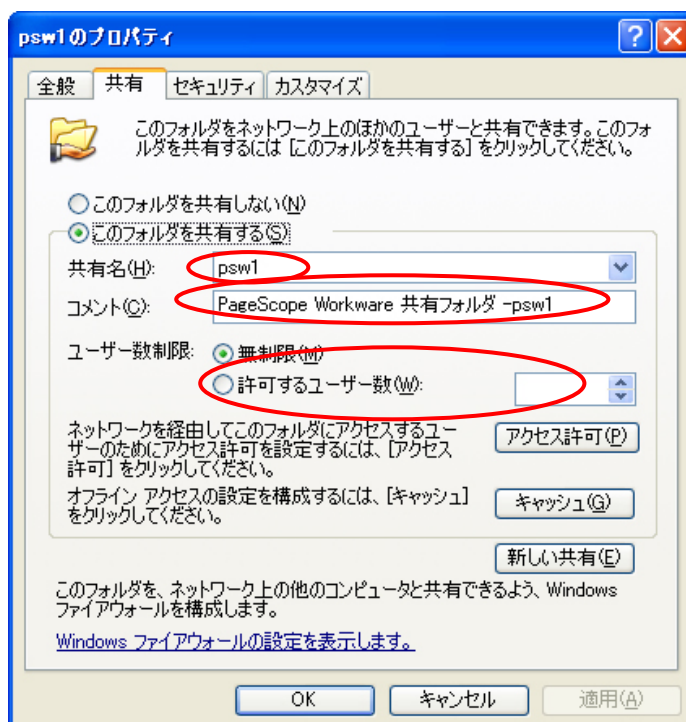 psw1のプロパティ
全般 共有 セキュリティ カスタマイズ
このフォルダをネットワーク上のほかのユーザーと共有できます。このフォ
ルダを共有するには [このフォルダを共有する] をクリックしてください。
このフォルダを共有しない(N)
このフォルダを共有する(S)
共有名(H): psw1
コメント(C): PageScope Workware 共有フォルダ -psw1
ユーザー数制限: 無制限(M)
許可するユーザー数(W):
ネットワークを経由してこのフォルダにアクセスするユー
ザーのためにアクセス許可を設定するには、[アクセス
許可] をクリックしてください。
アクセス許可(P)
オフライン アクセスの設定を構成するには、[キャッシュ]
をクリックしてください。
キャッシュ(G)
新しい共有(E)
このフォルダを、ネットワーク上の他のコンピュータと共有できるよう、Windows
ファイアウォールを構成します。
Windows ファイアウォールの設定を表示します。
OK キャンセル 適用(A)